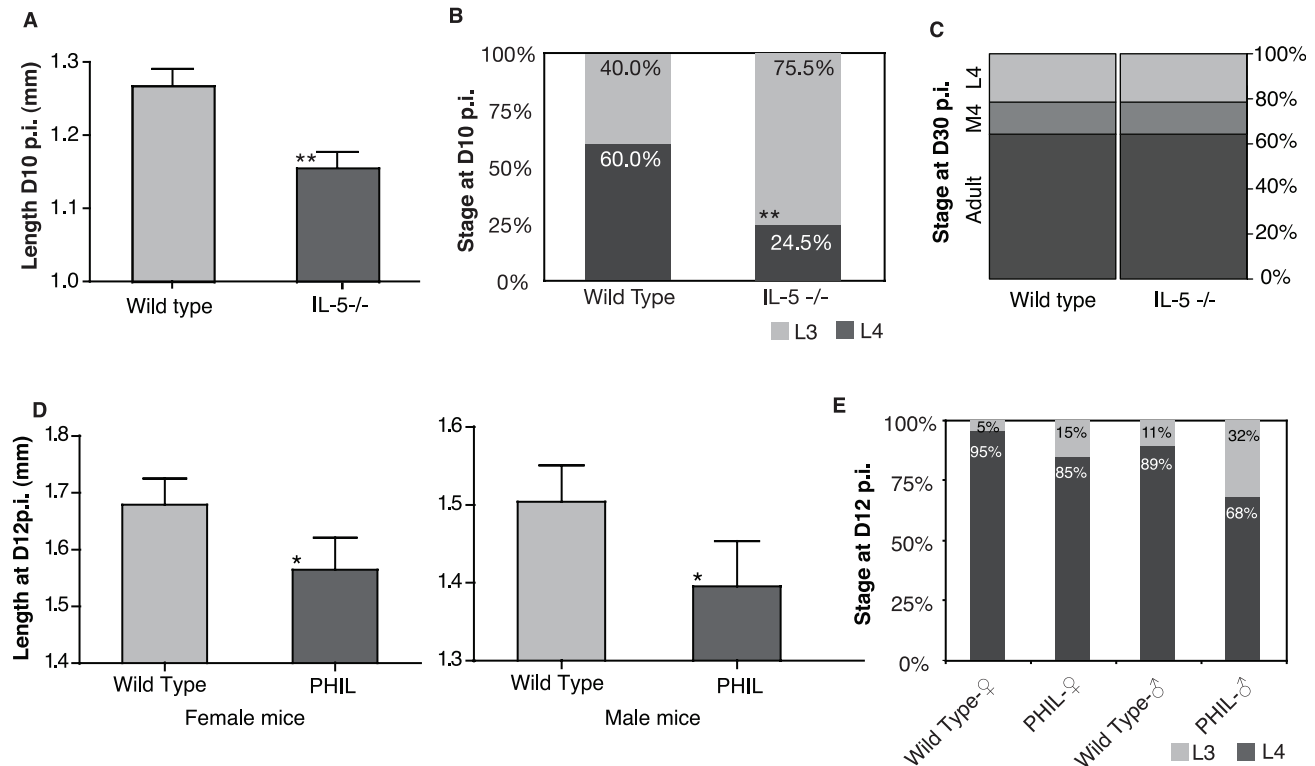 A
Length D10 p.i. (mm)
1.3
1.2
1.1
1.0
**
Wild type
IL-5-/-
B
Stage at D10 p.i.
100%
75%
50%
25%
0%
40.0%
60.0%
75.5%
**
24.5%
Wild Type
IL-5 -/-
L3
L4
C
Stage at D30 p.i.
Adult
M4
L4
100%
80%
60%
40%
20%
0%
Wild type
IL-5 -/-
D
Length at D12p.i. (mm)
1.8
1.7
1.6
1.5
1.4
*
Wild Type
PHIL
Female mice
1.6
1.5
1.4
1.3
*
Wild Type
PHIL
Male mice
E
Stage at D12 p.i.
100%
75%
50%
25%
0%
5%
95%
15%
85%
11%
89%
32%
68%
Wild Type-♀
PHIL-♀
Wild Type-♂
PHIL-♂
L3
L4